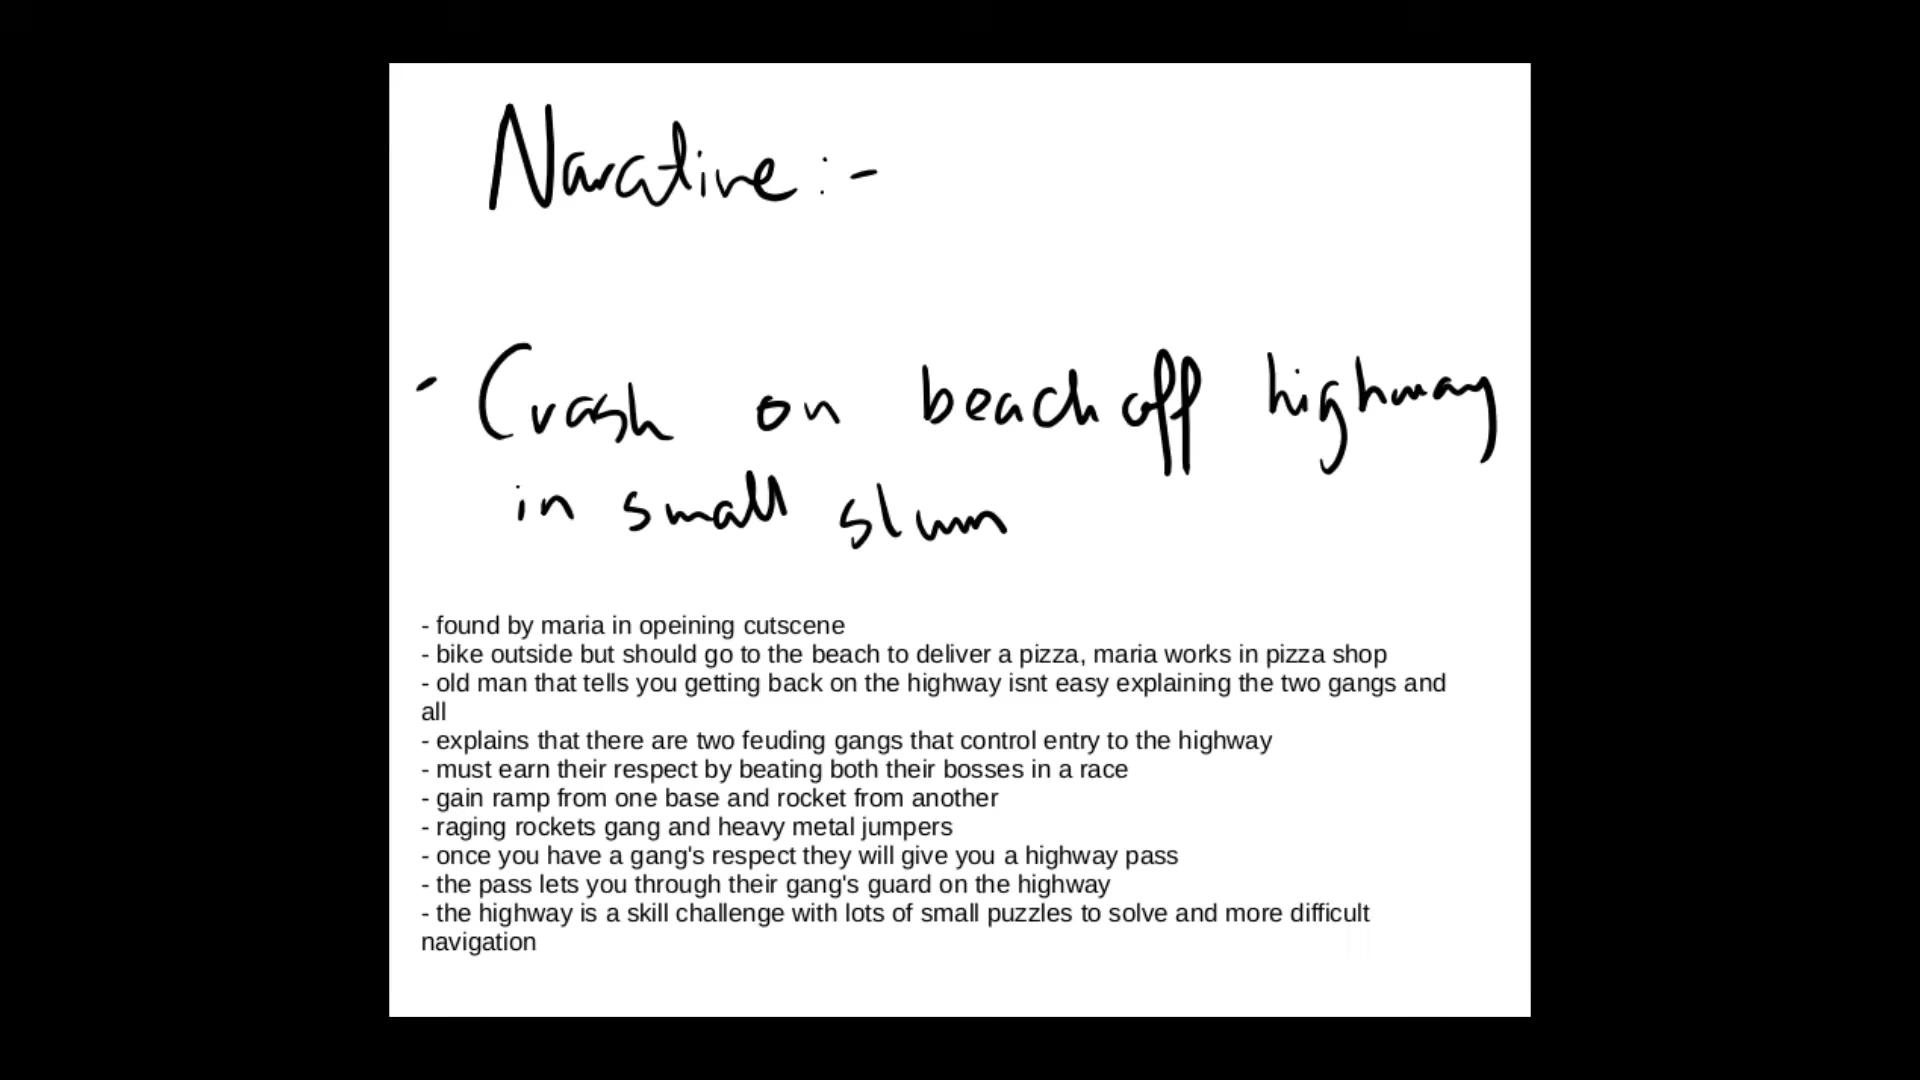 Narative :-
- Crash on beach off highway
in small slum
- found by maria in opeining cutscene
- bike outside but should go to the beach to deliver a pizza, maria works in pizza shop
- old man that tells you getting back on the highway isnt easy explaining the two gangs and
all
- explains that there are two feuding gangs that control entry to the highway
- must earn their respect by beating both their bosses in a race
- gain ramp from one base and rocket from another
- raging rockets gang and heavy metal jumpers
- once you have a gang's respect they will give you a highway pass
- the pass lets you through their gang's guard on the highway
- the highway is a skill challenge with lots of small puzzles to solve and more difficult
navigation